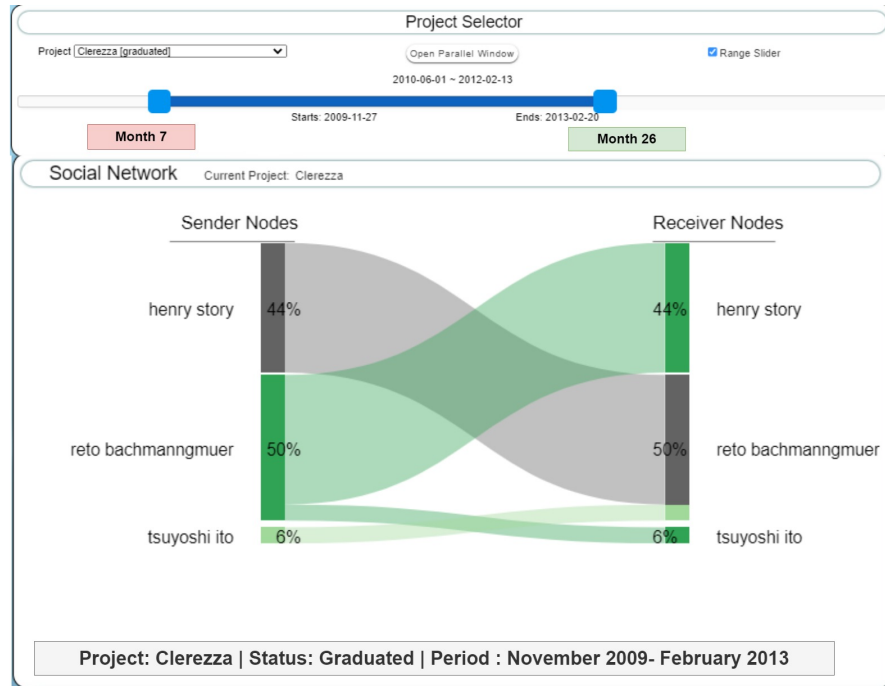 Project Selector
Project Clerezza [graduated] Open Parallel Window Range Slider
2010-06-01 ~ 2012-02-13
Starts: 2009-11-27 Ends: 2013-02-20
Month 7 Month 26
Social Network Current Project: Clerezza
Sender Nodes Receiver Nodes
henry story 44% 44% henry story
reto bachmanngmuer 50% 50% reto bachmanngmuer
tsuyoshi ito 6% 6% tsuyoshi ito
Project: Clerezza | Status: Graduated | Period : November 2009- February 2013